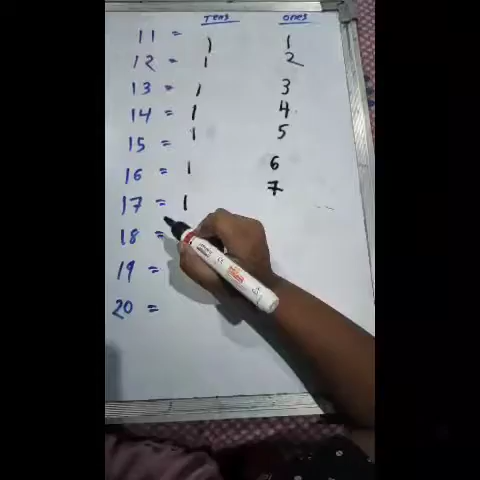 Tens ones
11 = 1 1
12 = 1 2
13 = 1 3
14 = 1 4
15 = 1 5
16 = 1 6
17 = 1 7
18 =
19 =
20 =